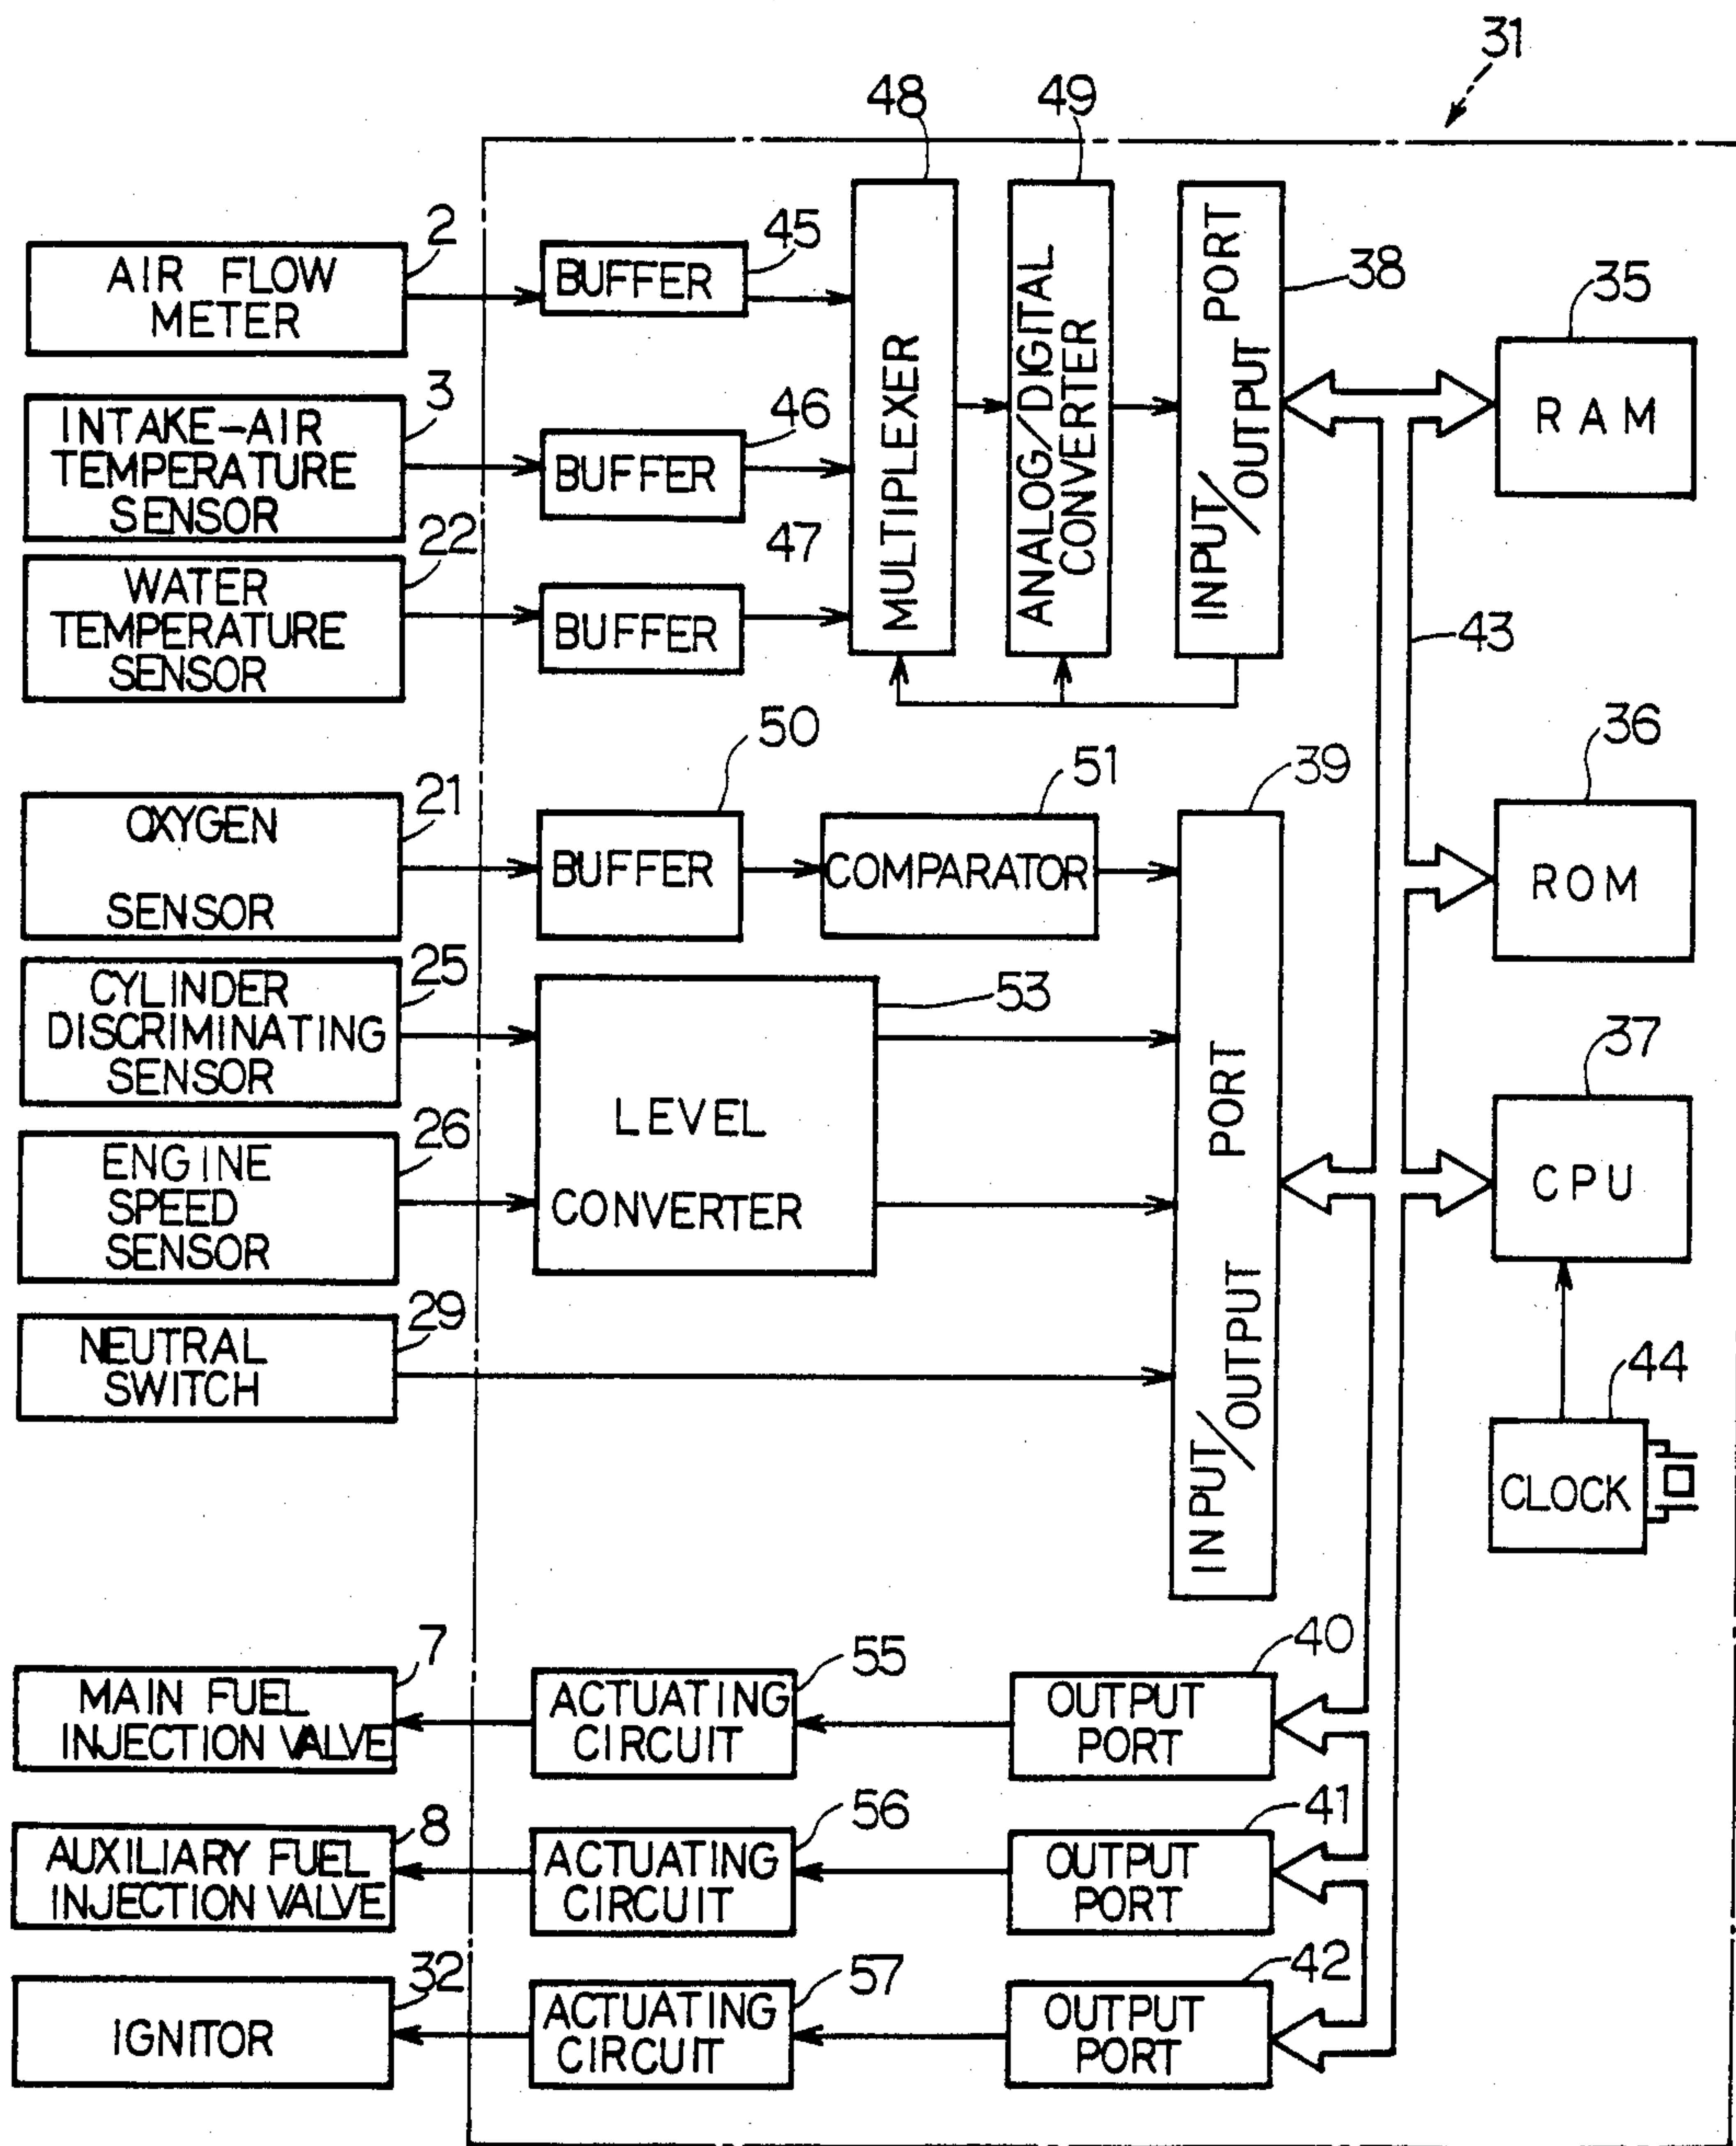 31
48
49
2
45
38
35
AIR FLOW
METER
BUFFER
MULTIPLEXER
ANALOG/DIGITAL
CONVERTER
INPUT/
OUTPUT PORT
RAM
3
46
INTAKE-AIR
TEMPERATURE
SENSOR
BUFFER
22
47
WATER
TEMPERATURE
SENSOR
BUFFER
43
50
51
39
36
21
OXYGEN
SENSOR
BUFFER
COMPARATOR
ROM
25
53
CYLINDER
DISCRIMINATING
SENSOR
LEVEL
CONVERTER
INPUT/
OUTPUT PORT
37
CPU
26
ENGINE
SPEED
SENSOR
29
NEUTRAL
SWITCH
44
CLOCK
7
55
40
MAIN FUEL
INJECTION VALVE
ACTUATING
CIRCUIT
OUTPUT
PORT
8
56
41
AUXILIARY FUEL
INJECTION VALVE
ACTUATING
CIRCUIT
OUTPUT
PORT
32
57
42
IGNITOR
ACTUATING
CIRCUIT
OUTPUT
PORT